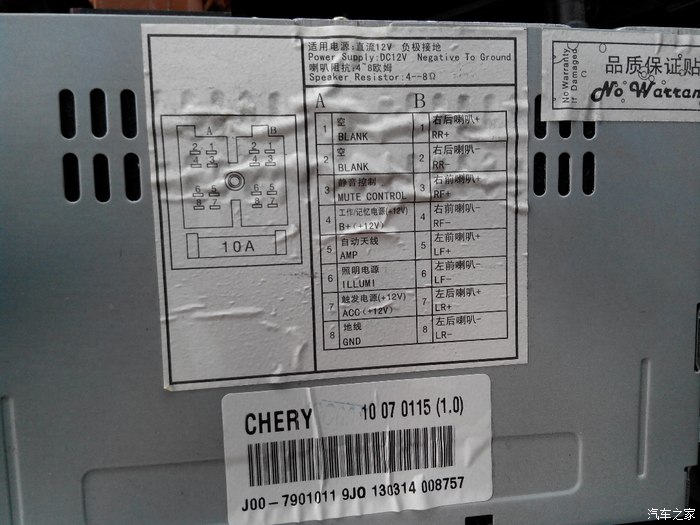 适用电源:直流12V 负极接地
Power Supply:DC12V Negative To Ground
喇叭阻抗:4~8欧姆
Speaker Resistor:4--8Ω
品质保证贴
No Warranty
If Damaged
No Warran
A B
2 1 2 1
4 3 4 3
6 5 6 5
8 7 8 7
10A
A B
1 空 1 右后喇叭+
BLANK RR+
2 空 2 右后喇叭-
BLANK RR-
3 静音控制 3 右前喇叭+
MUTE CONTROL RF+
4 工作/记忆电源(+12V) 4 右前喇叭-
B+(+12V) RF-
5 自动天线 5 左前喇叭+
AMP LF+
6 照明电源 6 左前喇叭-
ILLUMI LF-
7 触发电源(+12V) 7 左后喇叭+
ACC(+12V) LR+
8 地线 8 左后喇叭-
GND LR-
CHERY 10 07 0115 (1.0)
J00-7901011 9JQ 130314 008757
汽车之家